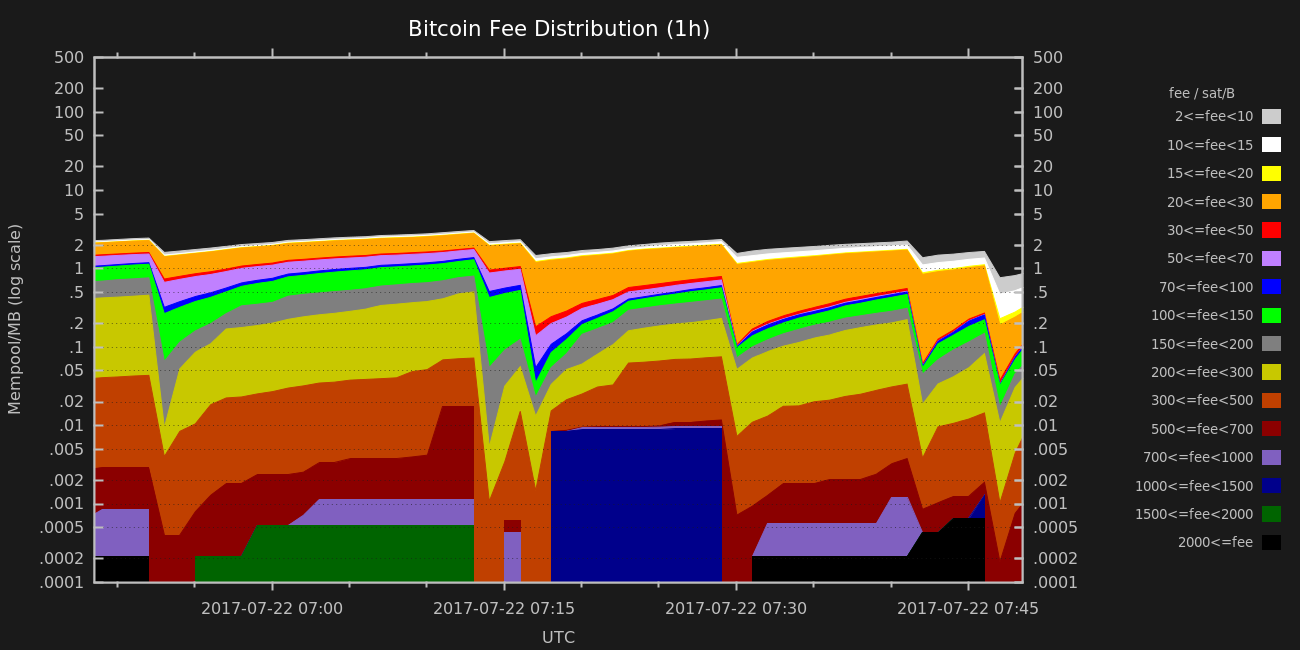 Bitcoin Fee Distribution (1h)
Mempool/MB (log scale)
500
200
100
50
20
10
5
2
1
.5
.2
.1
.05
.02
.01
.005
.002
.001
.0005
.0002
.0001
500
200
100
50
20
10
5
2
1
.5
.2
.1
.05
.02
.01
.005
.002
.001
.0005
.0002
.0001
2017-07-22 07:00
2017-07-22 07:15
2017-07-22 07:30
2017-07-22 07:45
UTC
fee / sat/B
2<=fee<10
10<=fee<15
15<=fee<20
20<=fee<30
30<=fee<50
50<=fee<70
70<=fee<100
100<=fee<150
150<=fee<200
200<=fee<300
300<=fee<500
500<=fee<700
700<=fee<1000
1000<=fee<1500
1500<=fee<2000
2000<=fee